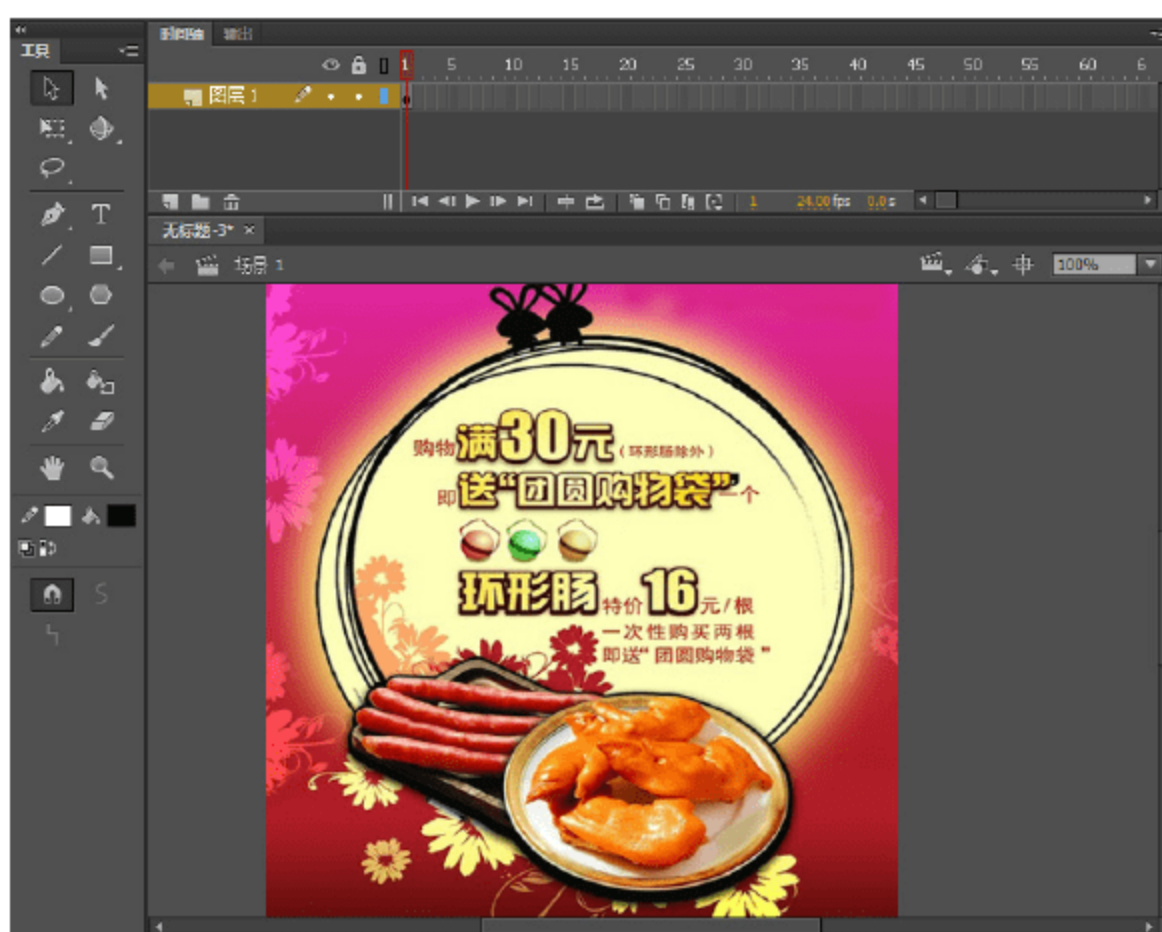 时间轴 输出
工具
1 5 10 15 20 25 30 35 40 45 50 55 60 6
图层 1
1 24.00 fps 0.0 s
无标题-3* ×
场景 1
100%
购物满30元（环形肠除外）
即送“团圆购物袋”一个
环形肠特价16元/根
一次性购买两根
即送“团圆购物袋”